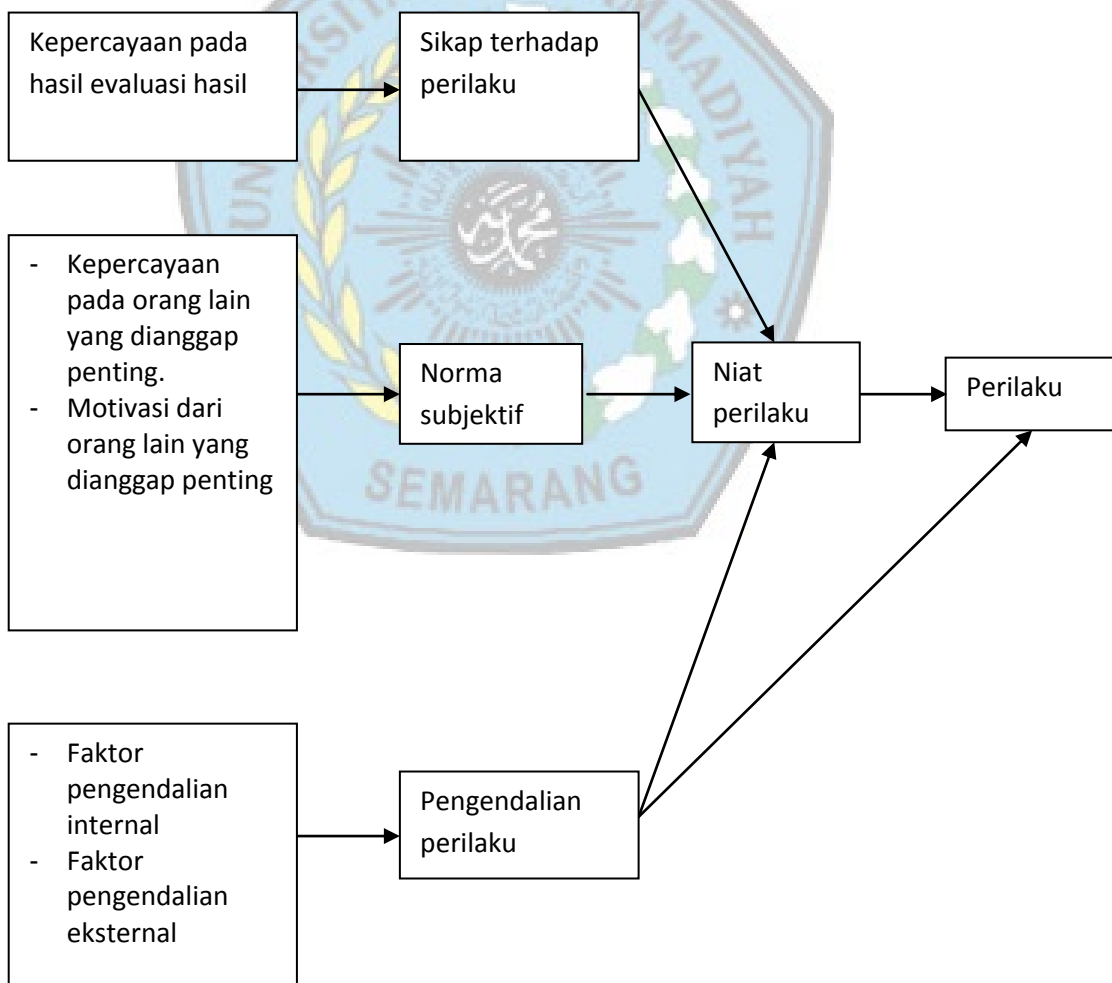 Kepercayaan pada
hasil evaluasi hasil
Sikap terhadap
perilaku
- Kepercayaan
pada orang lain
yang dianggap
penting.
- Motivasi dari
orang lain yang
dianggap penting
Norma
subjektif
Niat
perilaku
Perilaku
SEMARANG
- Faktor
pengendalian
internal
- Faktor
pengendalian
eksternal
Pengendalian
perilaku